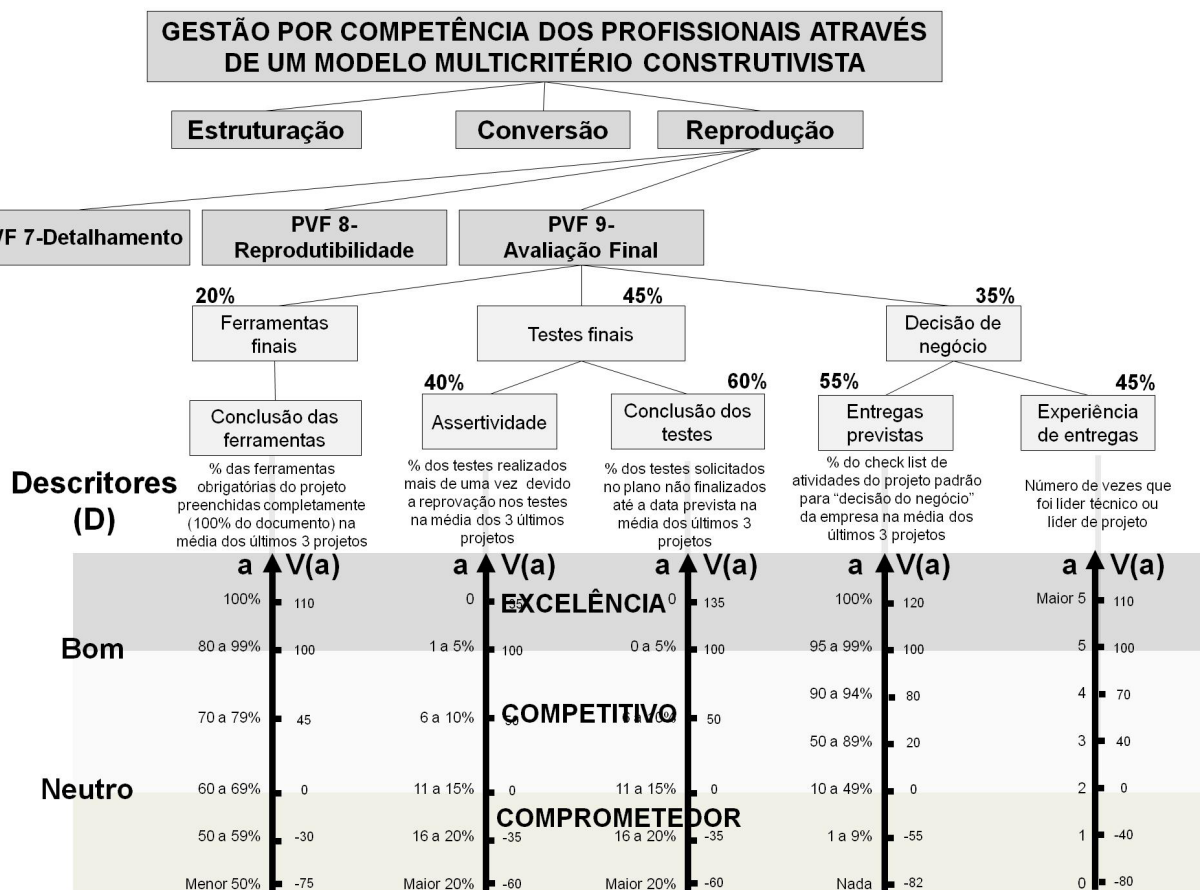 GESTÃO POR COMPETÊNCIA DOS PROFISSIONAIS ATRAVÉS
DE UM MODELO MULTICRITÉRIO CONSTRUTIVISTA
Estruturação
Conversão
Reprodução
7-Detalhamento
PVF 8-
Reprodutibilidade
PVF 9-
Avaliação Final
20%
Ferramentas
finais
45%
Testes finais
35%
Decisão de
negócio
Conclusão das
ferramentas
40%
Assertividade
60%
Conclusão dos
testes
55%
Entregas
previstas
45%
Experiência
de entregas
Descritores
(D)
% das ferramentas
obrigatórias do projeto
preenchidas completamente
(100% do documento) na
média dos últimos 3 projetos
% dos testes realizados
mais de uma vez devido
a reprovação nos testes
na média dos 3 últimos
projetos
% dos testes solicitados
no plano não finalizados
até a data prevista na
média dos últimos 3
projetos
% do check list de
atividades do projeto padrão
para “decisão do negócio”
da empresa na média dos
últimos 3 projetos
Número de vezes que
foi lider técnico ou
líder de projeto
a V(a) a V(a) a V(a) a V(a) a V(a)
100% 110 0 EXCELÊNCIA 0 135 100% 120 Maior 5 110
Bom 80 a 99% 100 1 a 5% 100 0 a 5% 100 95 a 99% 100 5 100
90 a 94% 80 4 70
70 a 79% 45 6 a 10% COMPETITIVO 50
50 a 89% 20 3 40
Neutro 60 a 69% 0 11 a 15% 0 11 a 15% 0 10 a 49% 0 2 0
COMPROMETEDOR
50 a 59% -30 16 a 20% -35 16 a 20% -35 1 a 9% -55 1 -40
Menor 50% -75 Maior 20% -60 Maior 20% -60 Nada -82 0 -80